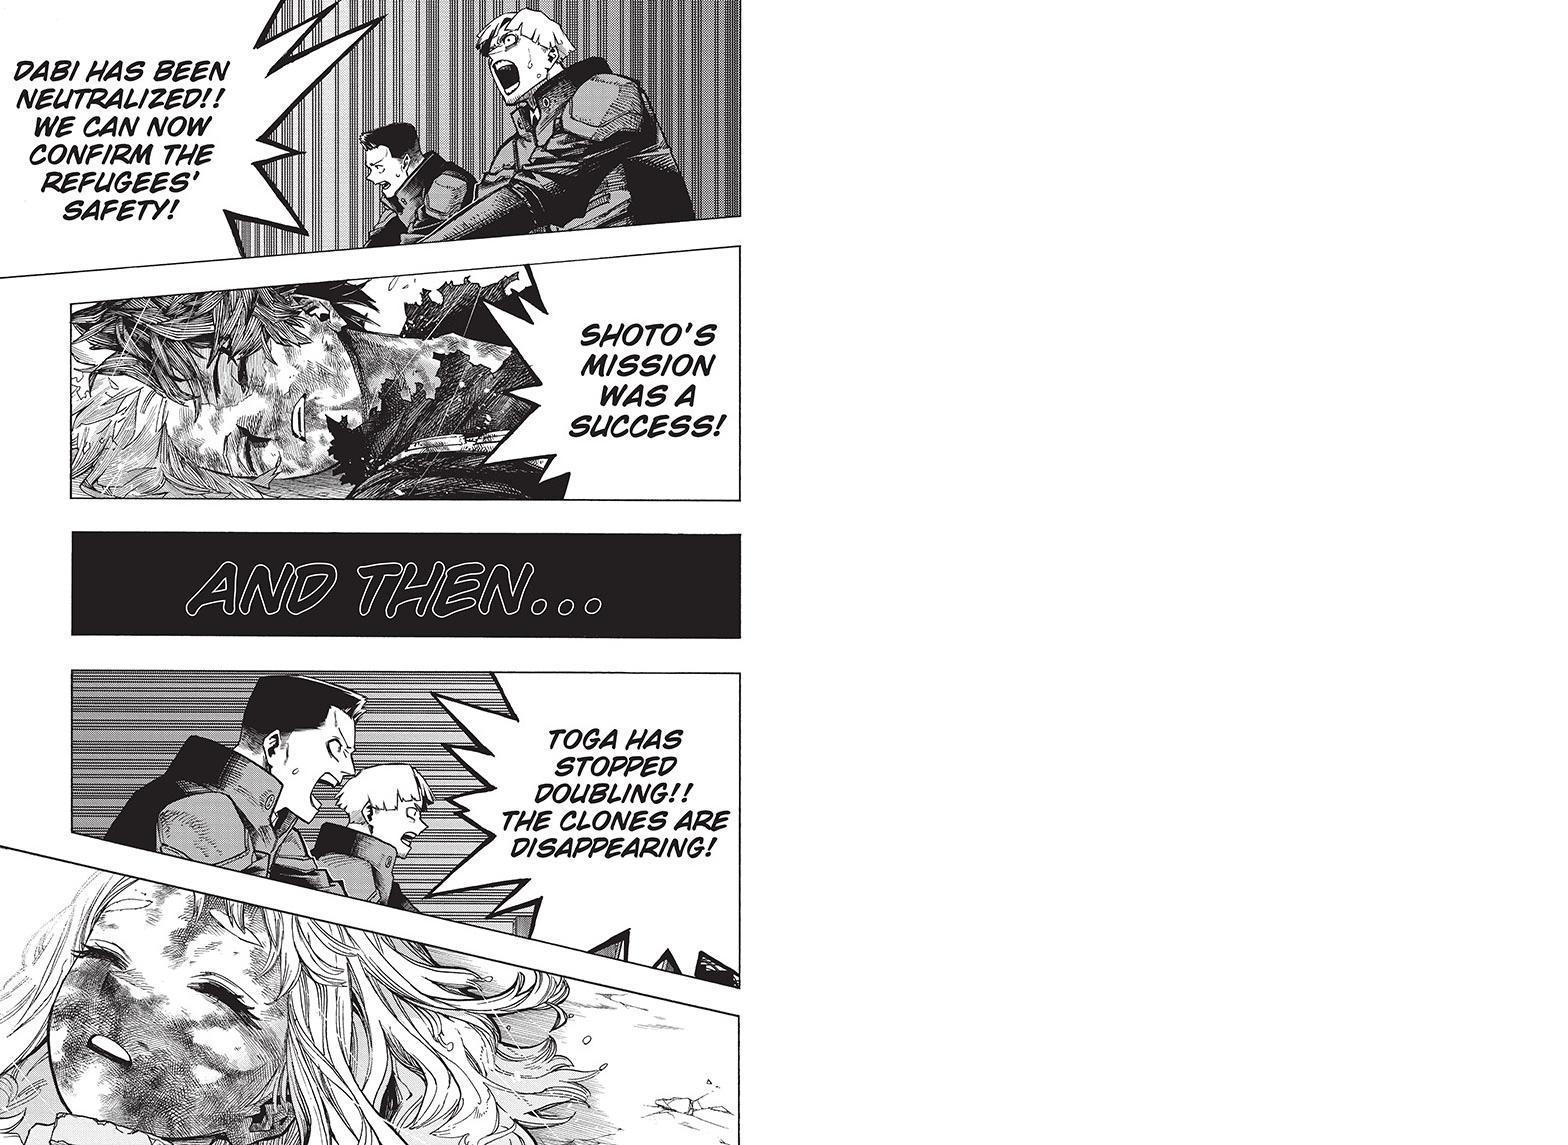 DABI HAS BEEN
NEUTRALIZED!!
WE CAN NOW
CONFIRM THE
REFUGEES'
SAFETY!
SHOTO'S
MISSION
WAS A
SUCCESS!
AND THEN...
TOGA HAS
STOPPED
DOUBLING!!
THE CLONES ARE
DISAPPEARING!